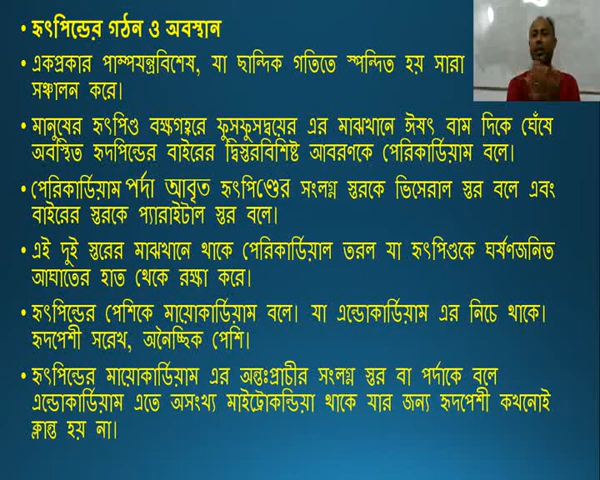 • হৃৎপিন্ডের গঠন ও অবস্থান
• একপ্রকার পাম্পযন্ত্রবিশেষ, যা ছান্দিক গতিতে স্পন্দিত হয় সারা
সঞ্চালন করে।
• মানুষের হৃৎপিণ্ড বক্ষগহ্বরে ফুসফুসদ্বয়ের এর মাঝখানে ঈষৎ বাম দিকে ঘেঁষে
অবস্থিত হৃদপিন্ডের বাইরের দ্বিস্তরবিশিষ্ট আবরণকে পেরিকার্ডিয়াম বলে।
• পেরিকার্ডিয়াম পর্দা আবৃত হৃৎপিণ্ডের সংলগ্ন স্তরকে ভিসেরাল স্তর বলে এবং
বাইরের স্তরকে প্যারাইটাল স্তর বলে।
• এই দুই স্তরের মাঝখানে থাকে পেরিকার্ডিয়াল তরল যা হৃৎপিণ্ডকে ঘর্ষণজনিত
আঘাতের হাত থেকে রক্ষা করে।
• হৃৎপিন্ডের পেশিকে মায়োকার্ডিয়াম বলে। যা এন্ডোকার্ডিয়াম এর নিচে থাকে।
হৃদপেশী সরেখ, অনৈচ্ছিক পেশি।
• হৃৎপিন্ডের মায়োকার্ডিয়াম এর অন্তঃপ্রাচীর সংলগ্ন স্তর বা পর্দাকে বলে
এন্ডোকার্ডিয়াম এতে অসংখ্য মাইট্রোকন্ডিয়া থাকে যার জন্য হৃদপেশী কখনোই
ক্লান্ত হয় না।